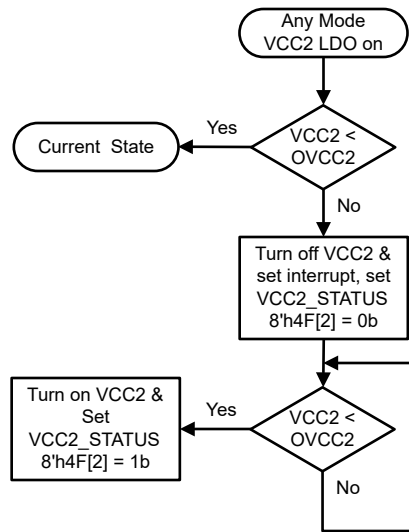 Any Mode
VCC2 LDO on
Yes
VCC2 <
OVCC2
Current State
No
Turn off VCC2 &
set interrupt, set
VCC2_STATUS
8'h4F[2] = 0b
Turn on VCC2 &
Set
VCC2_STATUS
8'h4F[2] = 1b
Yes
VCC2 <
OVCC2
No